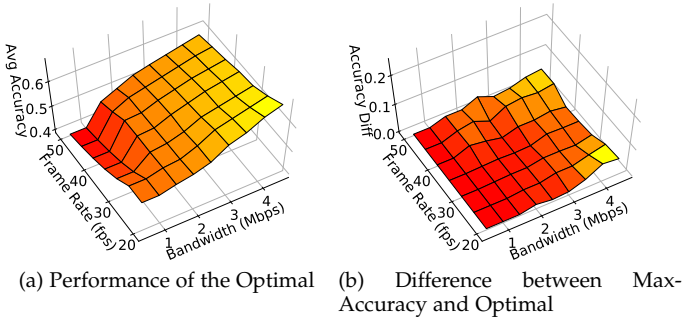 Avg Accuracy
0.6
0.5
0.4
50
40
30
20
Frame Rate (fps)
1
2
3
4
Bandwidth (Mbps)
(a) Performance of the Optimal
Accuracy Diff
0.2
0.1
0.0
50
40
30
20
Frame Rate (fps)
1
2
3
4
Bandwidth (Mbps)
(b) Difference between Max-
Accuracy and Optimal